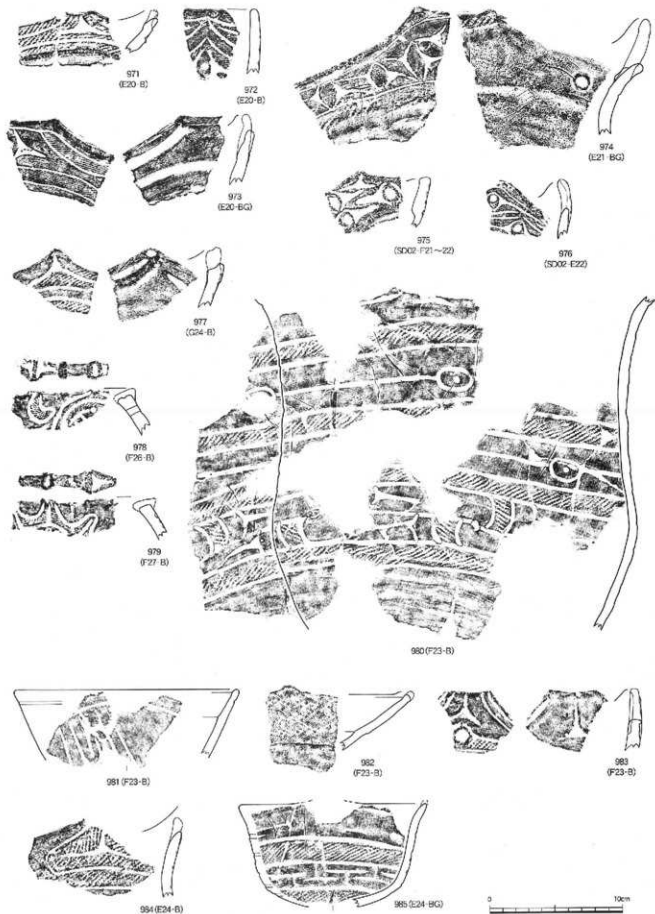 971
(E20-B)
972
(E20-B)
973
(E20-BG)
974
(E21-BG)
975
(SD02-F21～22)
976
(SD02-E22)
977
(G24-B)
978
(F26-B)
979
(F27-B)
980(F23-B)
981(F23-B)
982
(F23-B)
983
(F23-B)
984(E24-B)
985(E24-BG)
0 10cm